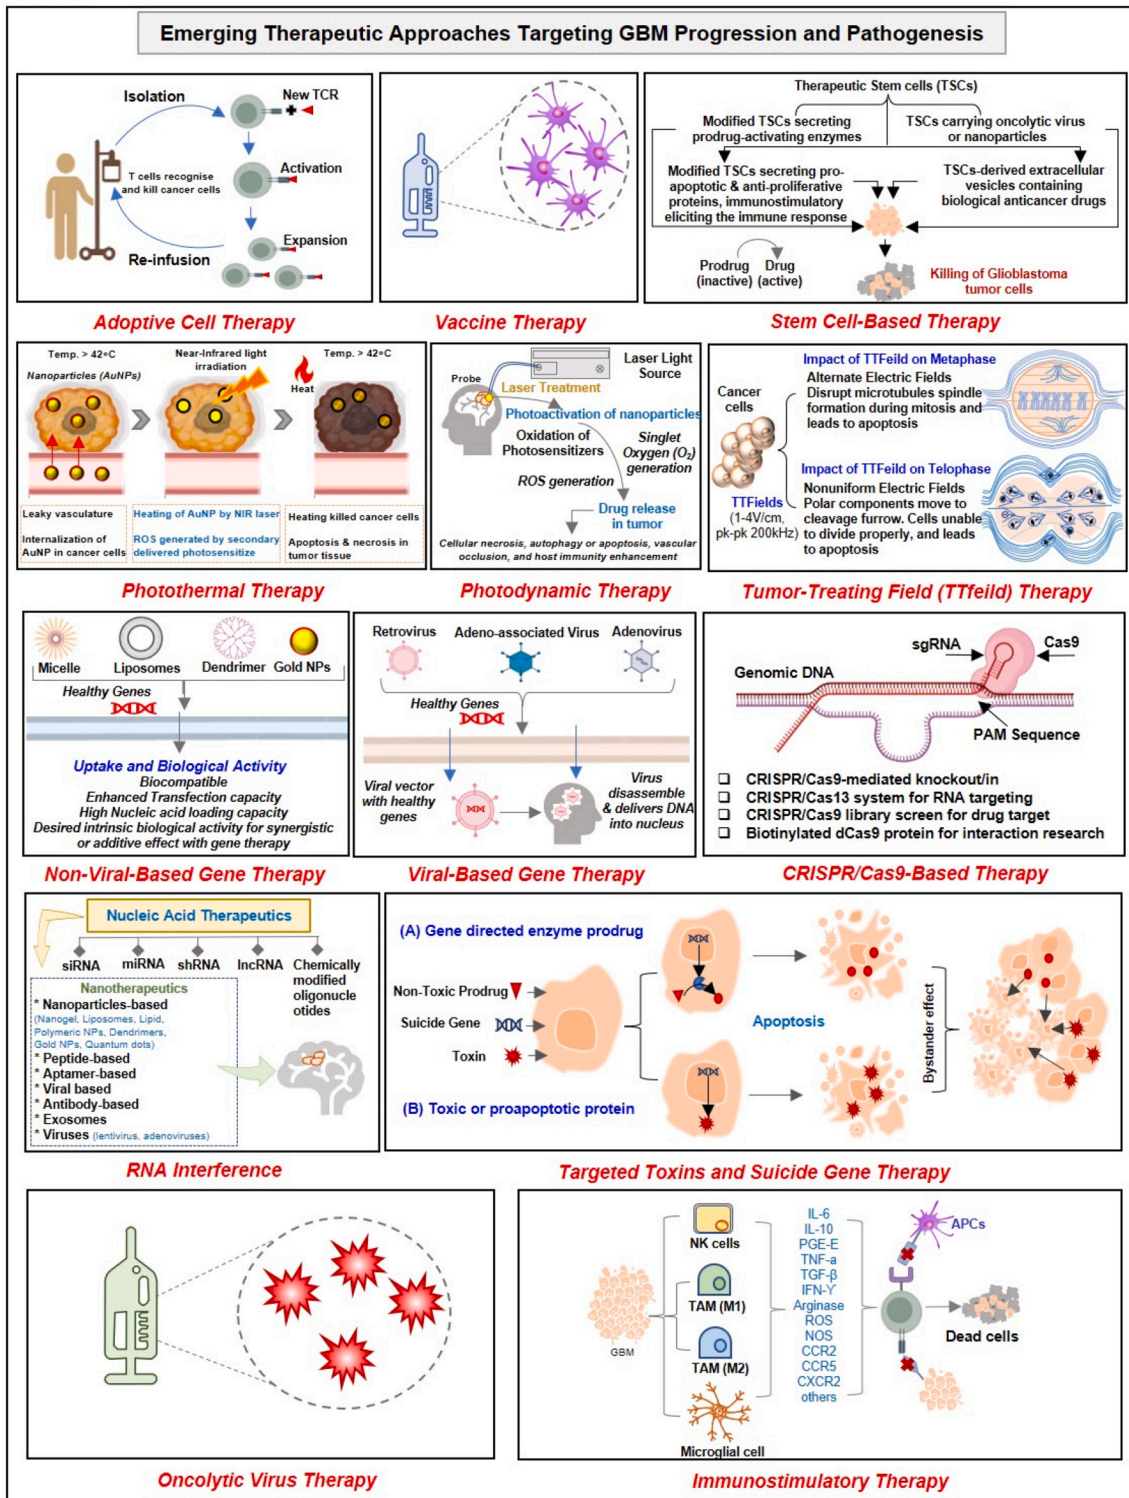 Emerging Therapeutic Approaches Targeting GBM Progression and Pathogenesis
Isolation
New TCR
T cells recognise
and kill cancer cells
Activation
Expansion
Re-infusion
Adoptive Cell Therapy
Vaccine Therapy
Therapeutic Stem cells (TSCs)
Modified TSCs secreting
prodrug-activating enzymes
TSCs carrying oncolytic virus
or nanoparticles
Modified TSCs secreting pro-
apoptotic & anti-proliferative
proteins, immunostimulatory
eliciting the immune response
TSCs-derived extracellular
vesicles containing
biological anticancer drugs
Prodrug
(inactive)
Drug
(active)
Killing of Glioblastoma
tumor cells
Stem Cell-Based Therapy
Temp. > 42∘C
Nanoparticles (AuNPs)
Near-Infrared light
irradiation
Temp. > 42∘C
Heat
Leaky vasculature
Internalization of
AuNP in cancer cells
Heating of AuNP by NIR laser
ROS generated by secondary
delivered photosensitize
Heating killed cancer cells
Apoptosis & necrosis in
tumor tissue
Photothermal Therapy
Probe
Laser Treatment
Laser Light
Source
Photoactivation of nanoparticles
Oxidation of
Photosensitizers
Singlet
Oxygen (O₂)
generation
ROS generation
Drug release
in tumor
Cellular necrosis, autophagy or apoptosis, vascular
occlusion, and host immunity enhancement
Photodynamic Therapy
Cancer
cells
TTFields
(1-4V/cm,
pk-pk 200kHz)
Impact of TTFeild on Metaphase
Alternate Electric Fields
Disrupt microtubules spindle
formation during mitosis and
leads to apoptosis
Impact of TTFeild on Telophase
Nonuniform Electric Fields
Polar components move to
cleavage furrow. Cells unable
to divide properly, and leads
to apoptosis
Tumor-Treating Field (TTfeild) Therapy
Micelle
Liposomes
Dendrimer
Gold NPs
Healthy Genes
Uptake and Biological Activity
Biocompatible
Enhanced Transfection capacity
High Nucleic acid loading capacity
Desired intrinsic biological activity for synergistic
or additive effect with gene therapy
Non-Viral-Based Gene Therapy
Retrovirus
Adeno-associated Virus
Adenovirus
Healthy Genes
Viral vector
with healthy
genes
Virus
disassemble
& delivers DNA
into nucleus
Viral-Based Gene Therapy
sgRNA
Cas9
Genomic DNA
PAM Sequence
❑ CRISPR/Cas9-mediated knockout/in
❑ CRISPR/Cas13 system for RNA targeting
❑ CRISPR/Cas9 library screen for drug target
❑ Biotinylated dCas9 protein for interaction research
CRISPR/Cas9-Based Therapy
Nucleic Acid Therapeutics
siRNA
miRNA
shRNA
lncRNA
Chemically
modified
oligonucle
otides
Nanotherapeutics
* Nanoparticles-based
(Nanogel, Liposomes, Lipid,
Polymeric NPs, Dendrimers,
Gold NPs, Quantum dots)
* Peptide-based
* Aptamer-based
* Viral based
* Antibody-based
* Exosomes
* Viruses (lentivirus, adenoviruses)
RNA Interference
(A) Gene directed enzyme prodrug
Non-Toxic Prodrug
Suicide Gene
Toxin
(B) Toxic or proapoptotic protein
Apoptosis
Bystander effect
Targeted Toxins and Suicide Gene Therapy
Oncolytic Virus Therapy
GBM
NK cells
TAM (M1)
TAM (M2)
Microglial cell
IL-6
IL-10
PGE-E
TNF-a
TGF-β
IFN-ϒ
Arginase
ROS
NOS
CCR2
CCR5
CXCR2
others
APCs
Dead cells
Immunostimulatory Therapy